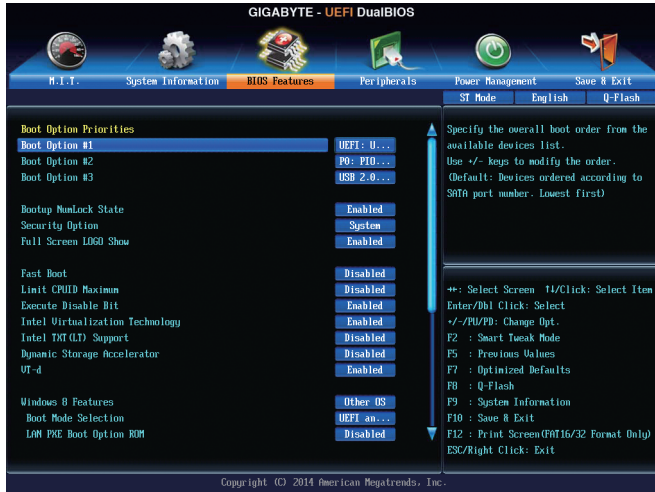 GIGABYTE - UEFI DualBIOS
M.I.T. System Information BIOS Features Peripherals Power Management Save & Exit
ST Mode English Q-Flash
Boot Option Priorities
Boot Option #1 UEFI: U...
Boot Option #2 P0: PIO...
Boot Option #3 USB 2.0...
Bootup NumLock State Enabled
Security Option System
Full Screen LOGO Show Enabled
Fast Boot Disabled
Limit CPUID Maximum Disabled
Execute Disable Bit Enabled
Intel Virtualization Technology Enabled
Intel TXT(LT) Support Disabled
Dynamic Storage Accelerator Disabled
VT-d Enabled
Windows 8 Features Other OS
Boot Mode Selection UEFI an...
LAN PXE Boot Option ROM Disabled
Specify the overall boot order from the
available devices list.
Use +/- keys to modify the order.
(Default: Devices ordered according to
SATA port number. Lowest first)
↔: Select Screen ↑↓/Click: Select Item
Enter/Dbl Click: Select
+/-/PU/PD: Change Opt.
F2 : Smart Tweak Mode
F5 : Previous Values
F7 : Optimized Defaults
F8 : Q-Flash
F9 : System Information
F10 : Save & Exit
F12 : Print Screen(FAT16/32 Format Only)
ESC/Right Click: Exit
Copyright (C) 2014 American Megatrends, Inc.